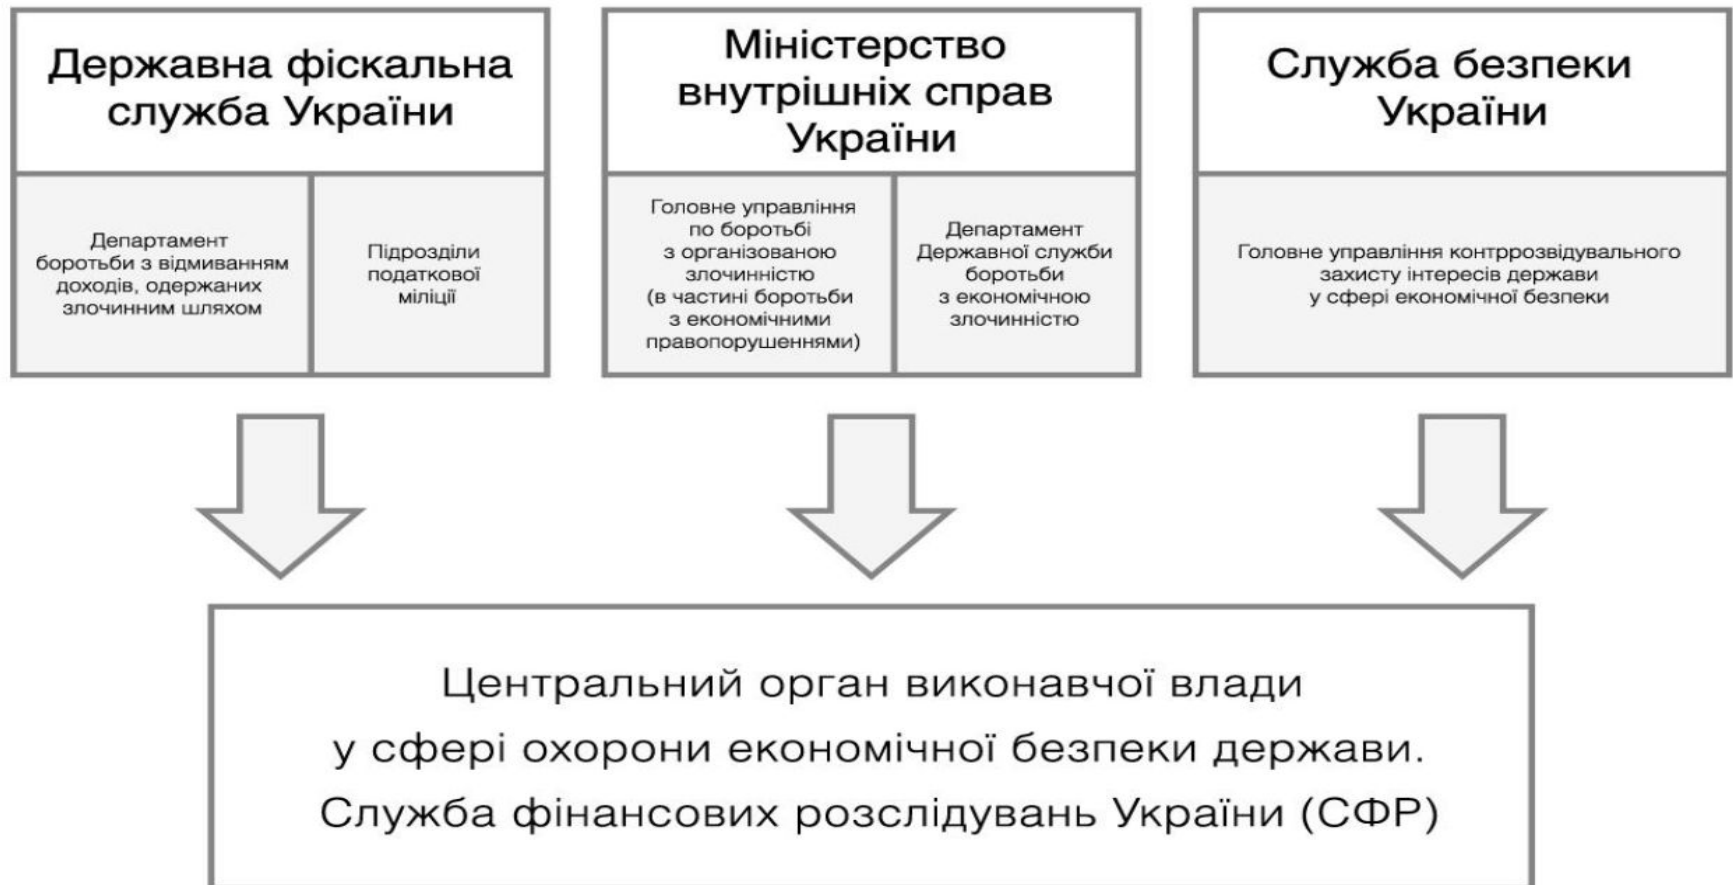 Державна фіскальна
служба України
Департамент
боротьби з відмиванням
доходів, одержаних
злочинним шляхом
Підрозділи
податкової
міліції
Міністерство
внутрішніх справ
України
Головне управління
по боротьбі
з організованою
злочинністю
(в частині боротьби
з економічними
правопорушеннями)
Департамент
Державної служби
боротьби
з економічною
злочинністю
Служба безпеки
України
Головне управління контррозвідувального
захисту інтересів держави
у сфері економічної безпеки
Центральний орган виконавчої влади
у сфері охорони економічної безпеки держави.
Служба фінансових розслідувань України (СФР)